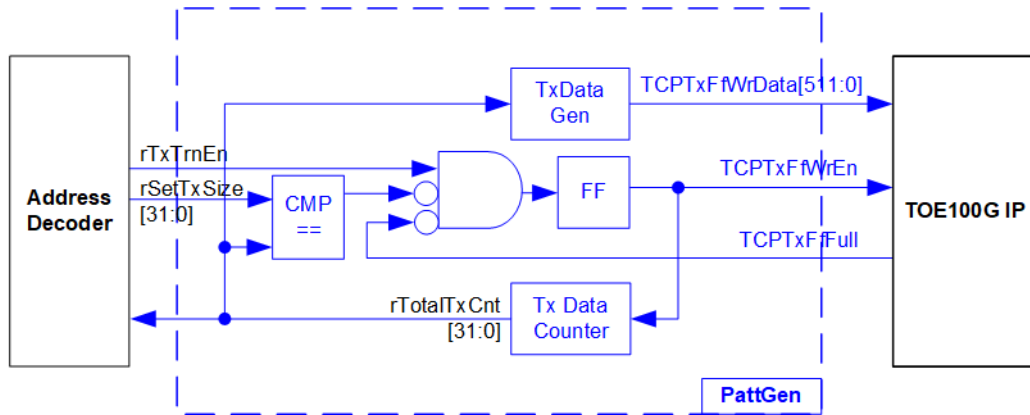 TxData
Gen
TCPTxFfWrData[511:0]
rTxTrnEn
rSetTxSize
[31:0]
Address
Decoder
CMP
==
FF
TCPTxFfWrEn
TOE100G IP
TCPTxFfFull
rTotalTxCnt
[31:0]
Tx Data
Counter
PattGen